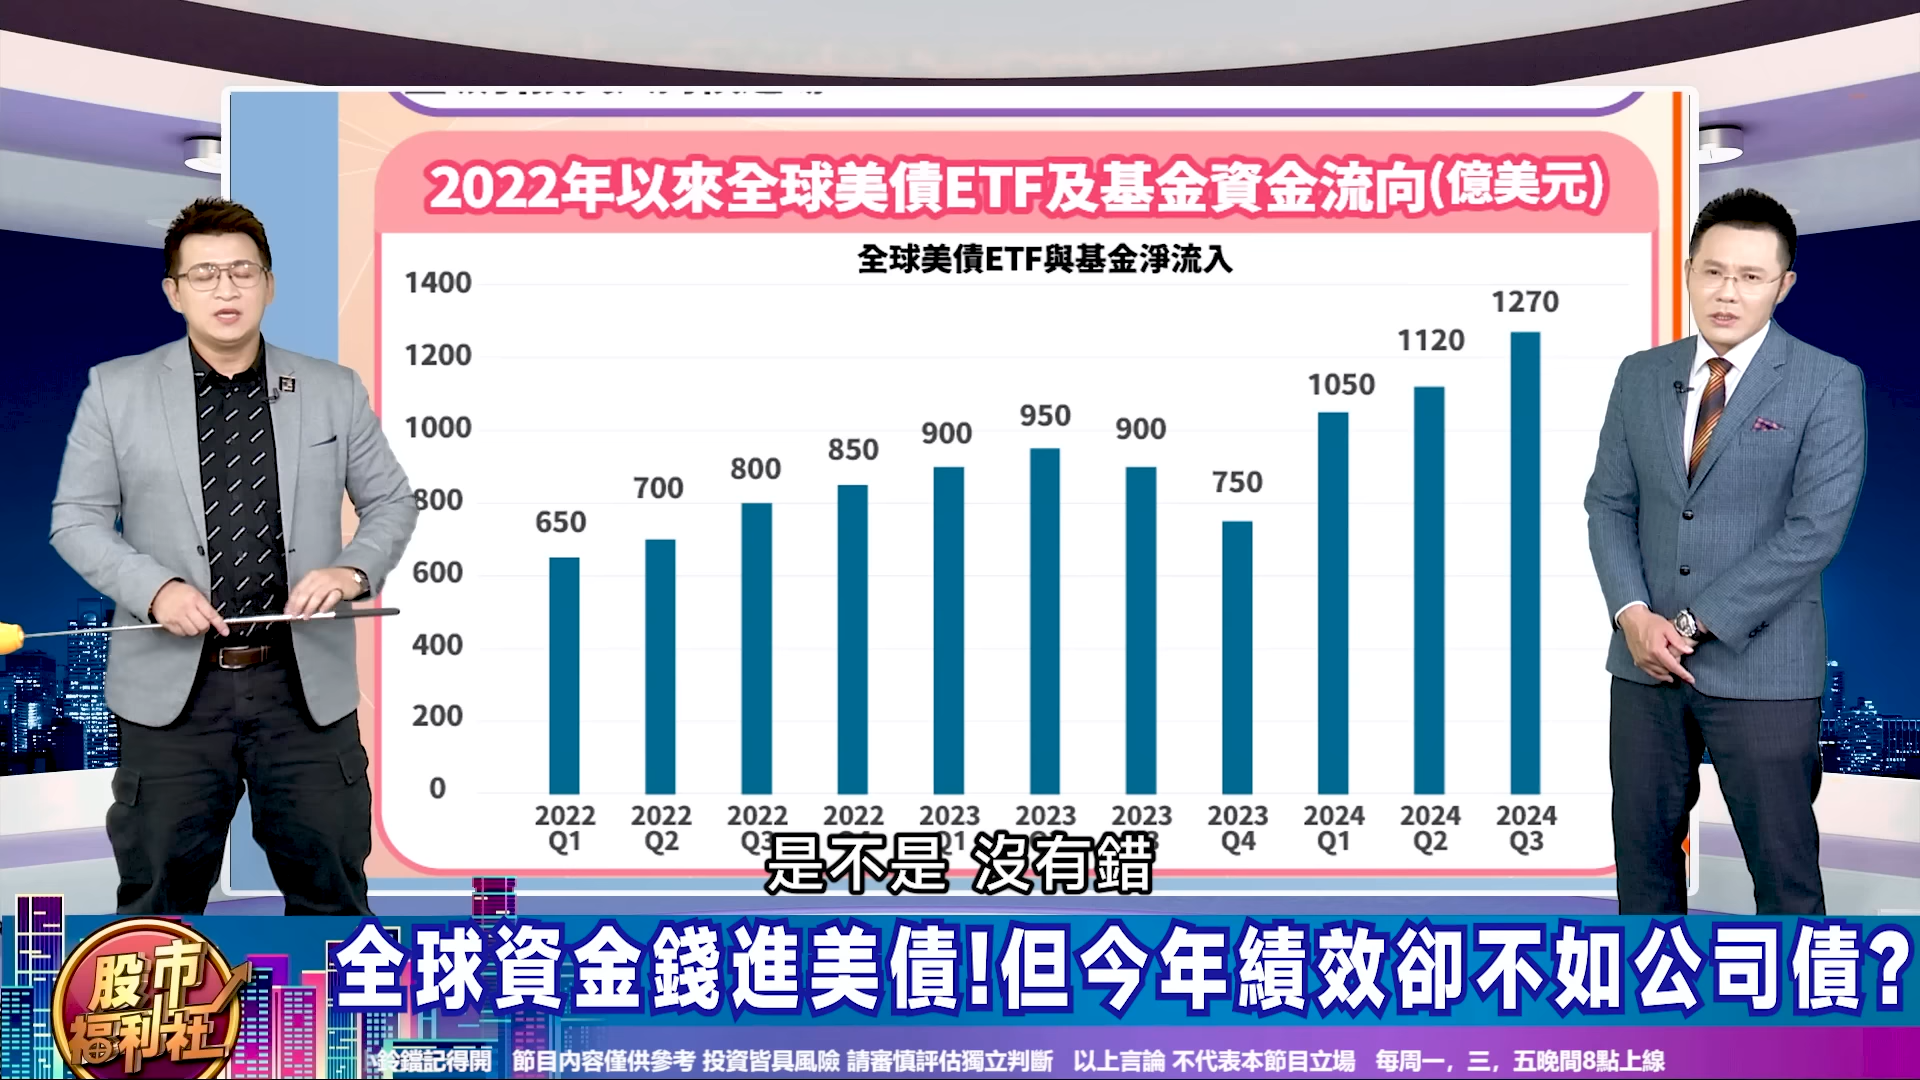 2022年以來全球美債ETF及基金資金流向(億美元)
全球美債ETF與基金淨流入
1400
1200
1000
800
600
400
200
0
650
700
800
850
900
950
900
750
1050
1120
1270
2022 Q1
2022 Q2
2022 Q3
2022
2023 Q1
2023
2023
2023 Q4
2024 Q1
2024 Q2
2024 Q3
是不是 沒有錯
全球資金錢進美債!但今年績效卻不如公司債?
股市
福利社
鈴鐺記得開 節目內容僅供參考 投資皆具風險 請審慎評估獨立判斷 以上言論 不代表本節目立場 每周一，三，五晚間8點上線